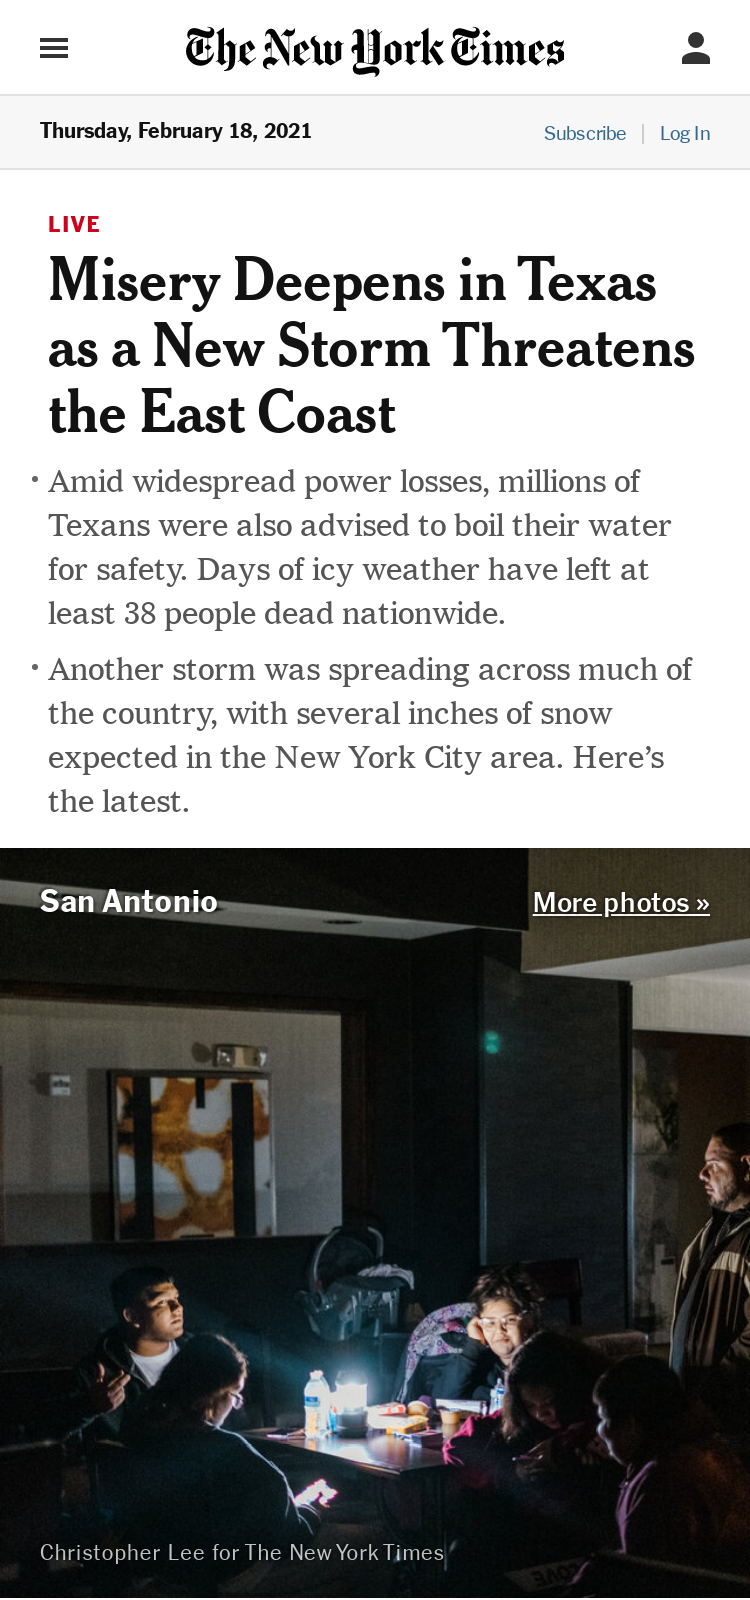 The New York Times
Thursday, February 18, 2021
Subscribe | Log In
LIVE
Misery Deepens in Texas
as a New Storm Threatens
the East Coast
• Amid widespread power losses, millions of
Texans were also advised to boil their water
for safety. Days of icy weather have left at
least 38 people dead nationwide.
• Another storm was spreading across much of
the country, with several inches of snow
expected in the New York City area. Here’s
the latest.
San Antonio
More photos »
Christopher Lee for The New York Times